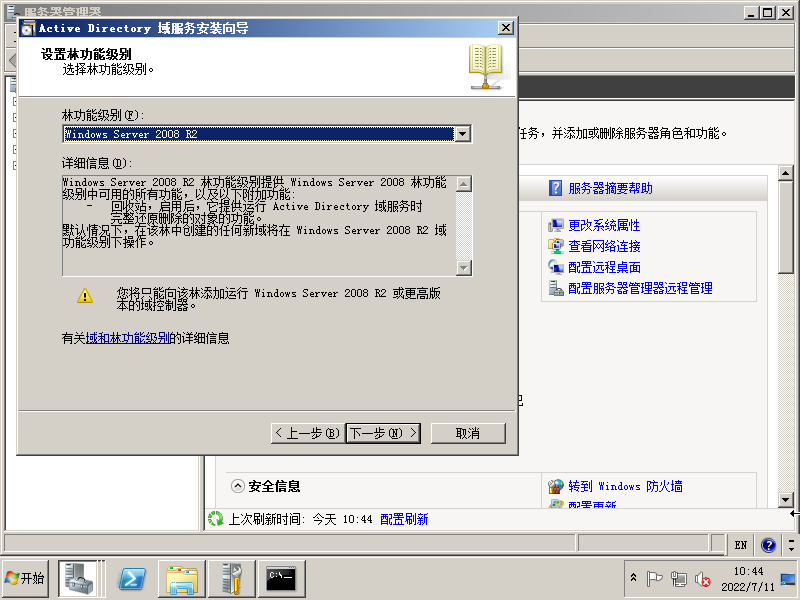 服务器管理器
Active Directory 域服务安装向导
设置林功能级别
选择林功能级别。
林功能级别(F):
Windows Server 2008 R2
详细信息(D):
Windows Server 2008 R2 林功能级别提供 Windows Server 2008 林功能
级别中可用的所有功能，以及以下附加功能:
- 回收站，启用后，它提供运行 Active Directory 域服务时
完整还原删除的对象的功能。
默认情况下，在该林中创建的任何新域将在 Windows Server 2008 R2 域
功能级别下操作。
您将只能向该林添加运行 Windows Server 2008 R2 或更高版
本的域控制器。
有关域和林功能级别的详细信息
< 上一步(B)
下一步(N) >
取消
任务，并添加或删除服务器角色和功能。
服务器摘要帮助
更改系统属性
查看网络连接
配置远程桌面
配置服务器管理器远程管理
安全信息
转到 Windows 防火墙
配置更新
上次刷新时间: 今天 10:44 配置刷新
EN
开始
C:\_
10:44
2022/7/11